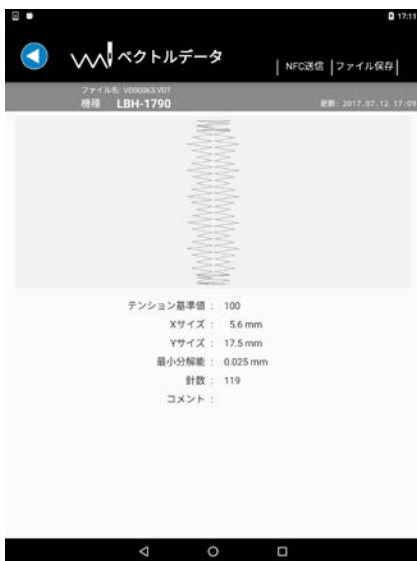 17:11
ベクトルデータ
NFC送信
ファイル保存
ファイル名: VD00063.VDT
機種 LBH-1790
更新: 2017.07.12 17:09
テンション基準値 : 100
Xサイズ : 5.6 mm
Yサイズ : 17.5 mm
最小分解能 : 0.025 mm
針数 : 119
コメント :